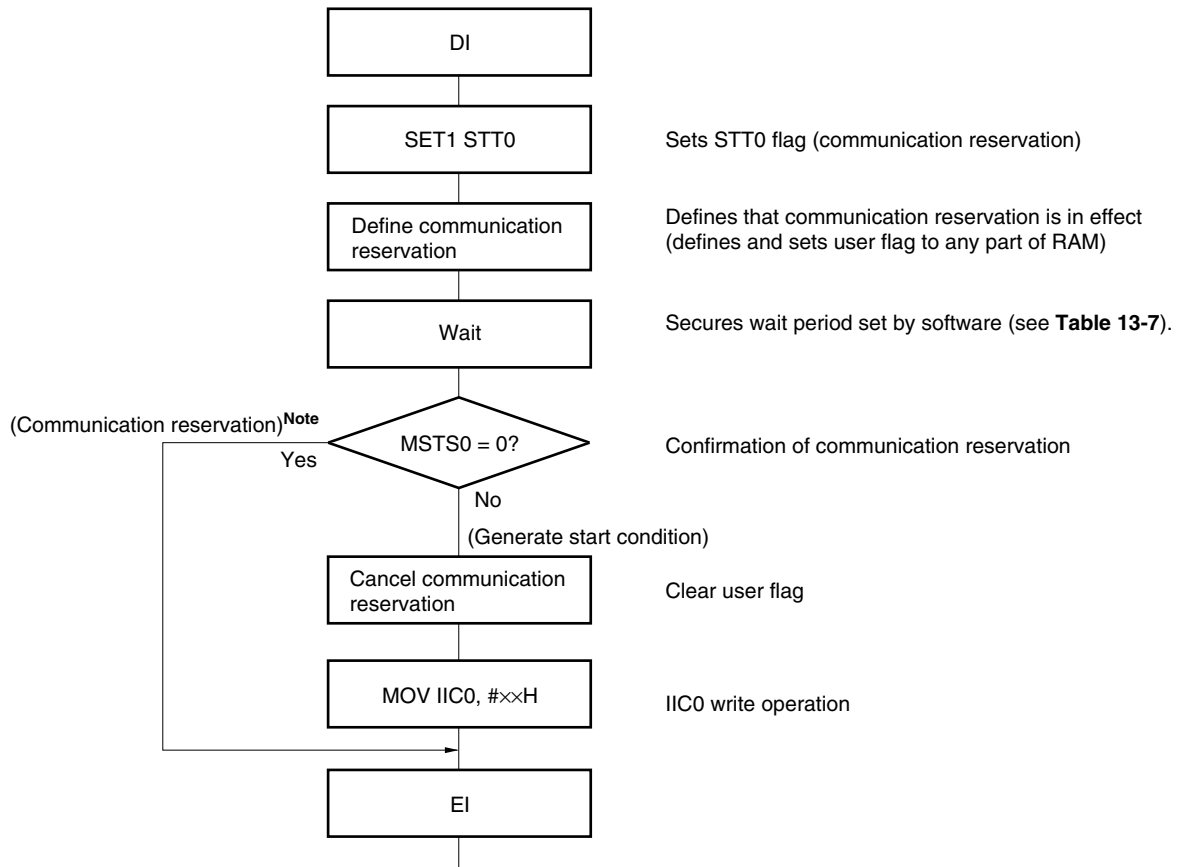 DI
SET1 STT0
Sets STT0 flag (communication reservation)
Define communication
reservation
Defines that communication reservation is in effect
(defines and sets user flag to any part of RAM)
Wait
Secures wait period set by software (see Table 13-7).
(Communication reservation)Note
MSTS0 = 0?
Confirmation of communication reservation
Yes
No
(Generate start condition)
Cancel communication
reservation
Clear user flag
MOV IIC0, #××H
IIC0 write operation
EI